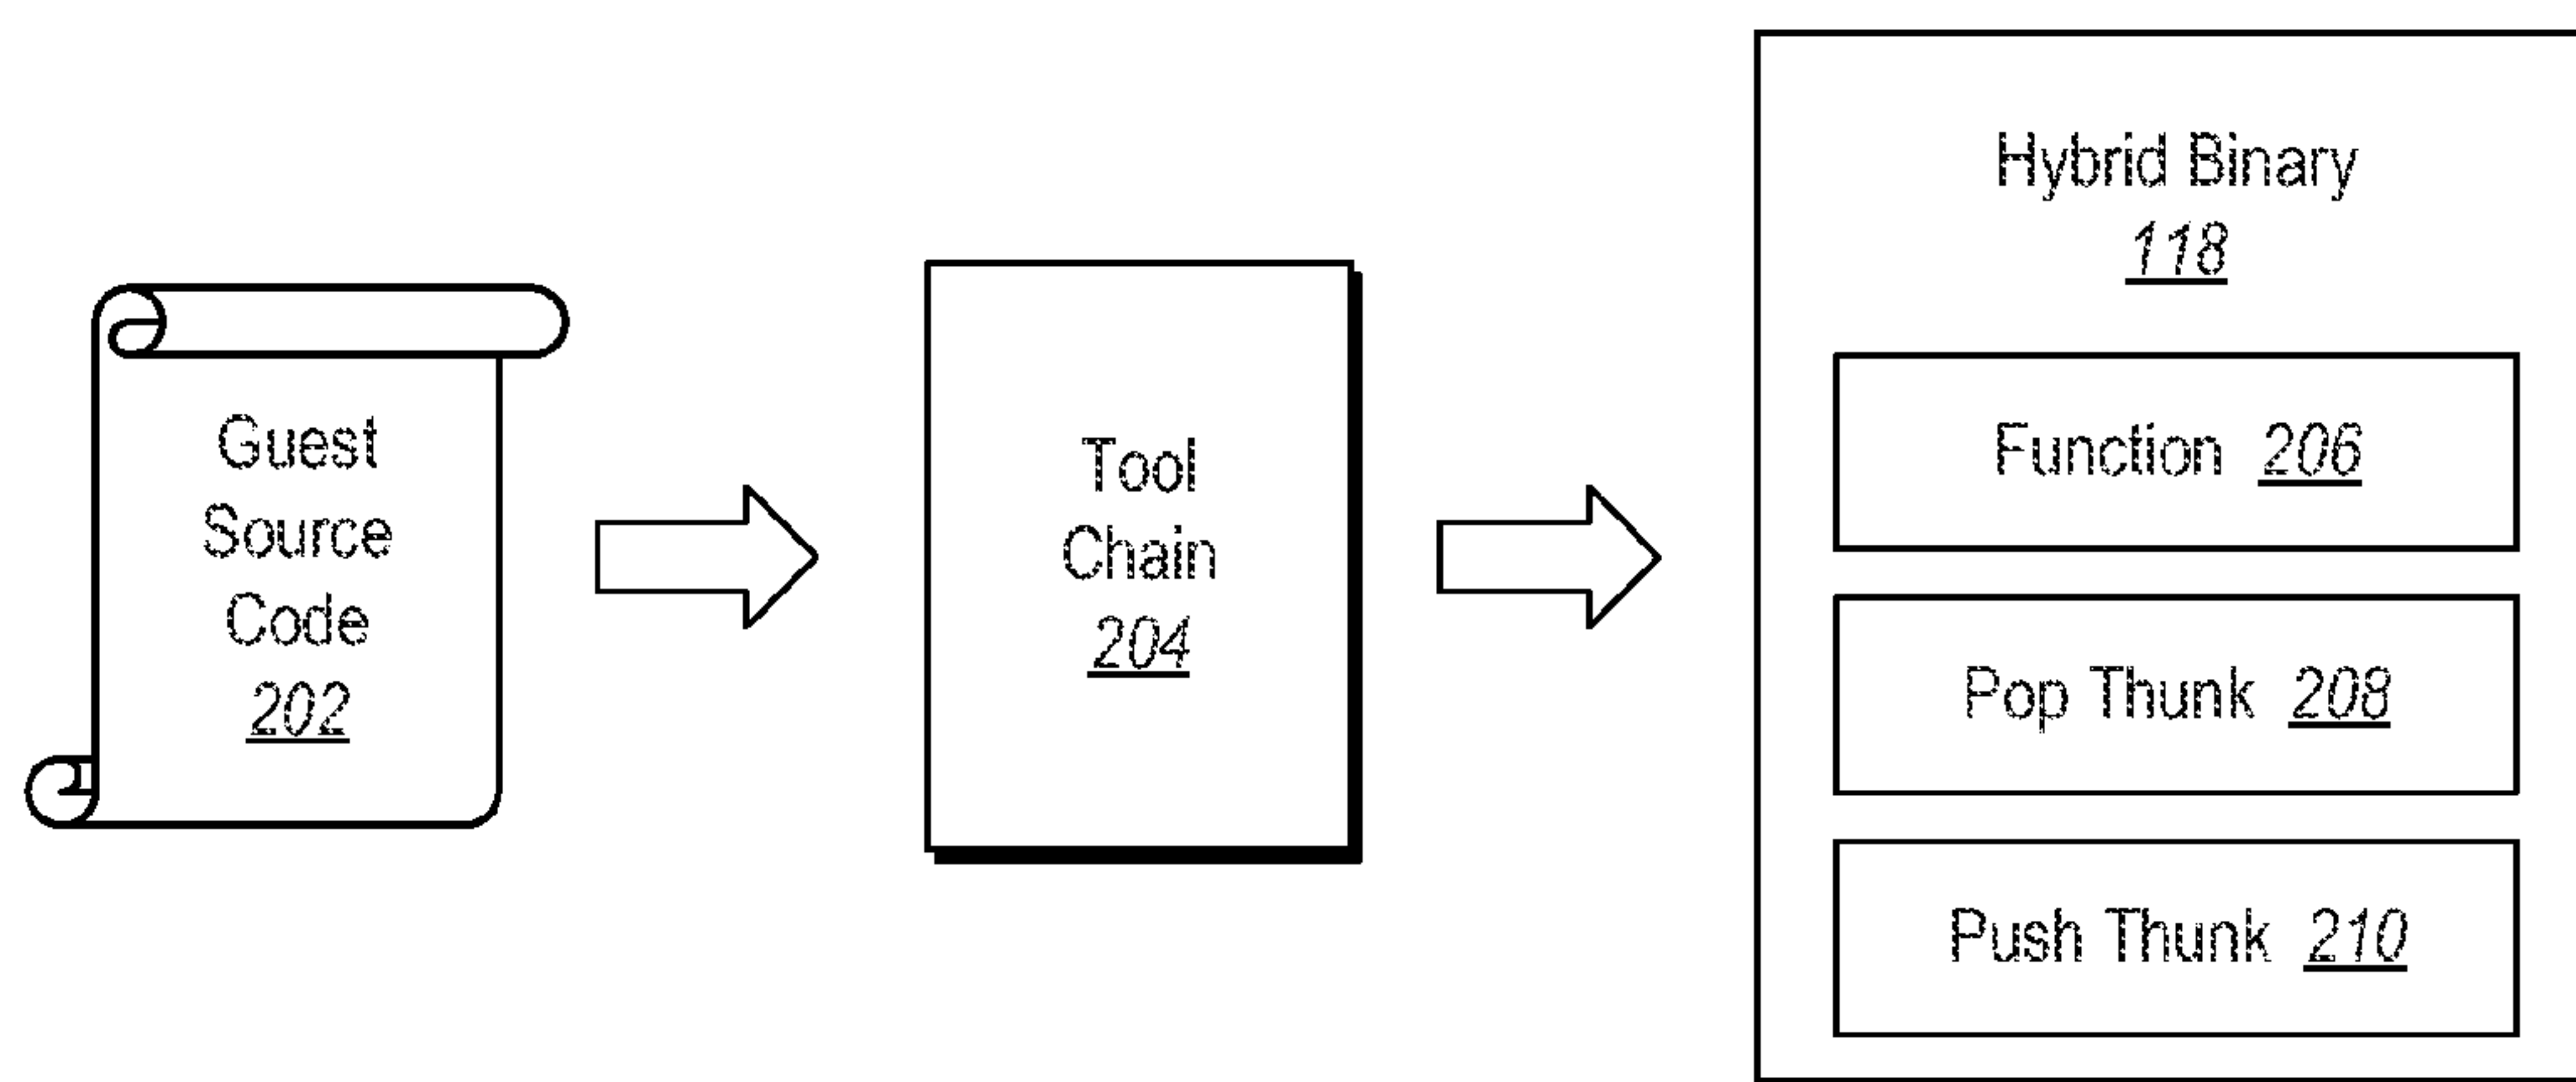 Guest
Source
Code
202
Tool
Chain
204
Hybrid Binary
118
Function 206
Pop Thunk 208
Push Thunk 210